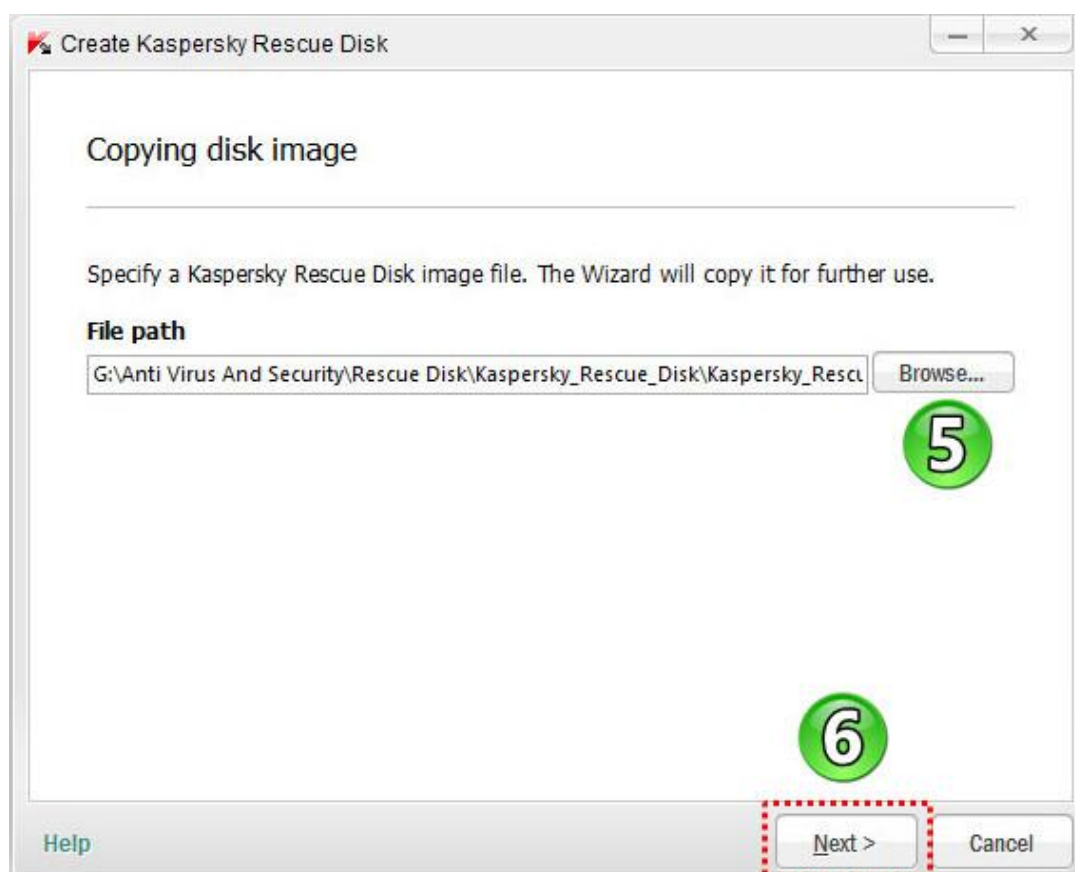 Create Kaspersky Rescue Disk
Copying disk image
Specify a Kaspersky Rescue Disk image file. The Wizard will copy it for further use.
File path
G:\Anti Virus And Security\Rescue Disk\Kaspersky_Rescue_Disk\Kaspersky_Rescu
Browse...
5
6
Help
Next >
Cancel